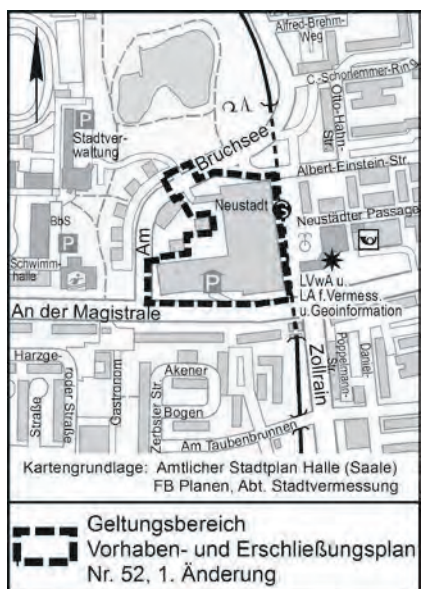 Alfred-Brehm-
Weg
C.-Schorlemmer-Ring
Otto-Hahn-
Str.
P
Stadtver-
waltung
Bruchsee
Albert-Einstein-Str.
Neustadt
S
Neustädter Passage
BbS
P
Am
Schwimm-
halle
P
LVwA u.
LA f.Vermess.
u.Geoinformation
An der Magistrale
Zollrain
Harzge-
roder Straße
Straße
Gastronom
Zerbster Str.
Akener
Bogen
Pöppelmann-
Str.
Daniel-
Am Taubenbrunnen
Kartengrundlage: Amtlicher Stadtplan Halle (Saale)
FB Planen, Abt. Stadtvermessung
Geltungsbereich
Vorhaben- und Erschließungsplan
Nr. 52, 1. Änderung